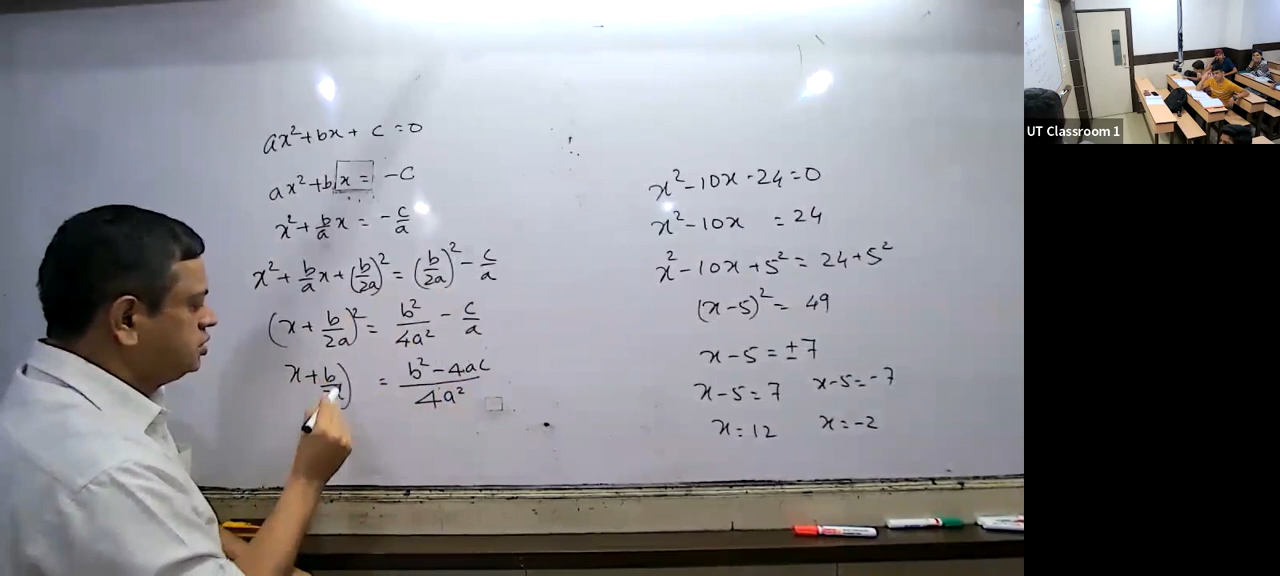 ax²+bx + c = 0
ax²+bx = -c
x²+b/a x = -c/a
x²+b/a x+(b/2a)² = (b/2a)² - c/a
(x + b/2a)² = b²/4a² - c/a
x+b/2a) = b²-4ac/4a²
x²-10x-24=0
x²-10x = 24
x²-10x+5² = 24+5²
(x-5)² = 49
x-5 = ±7
x-5=7 x-5=-7
x=12 x=-2
UT Classroom 1